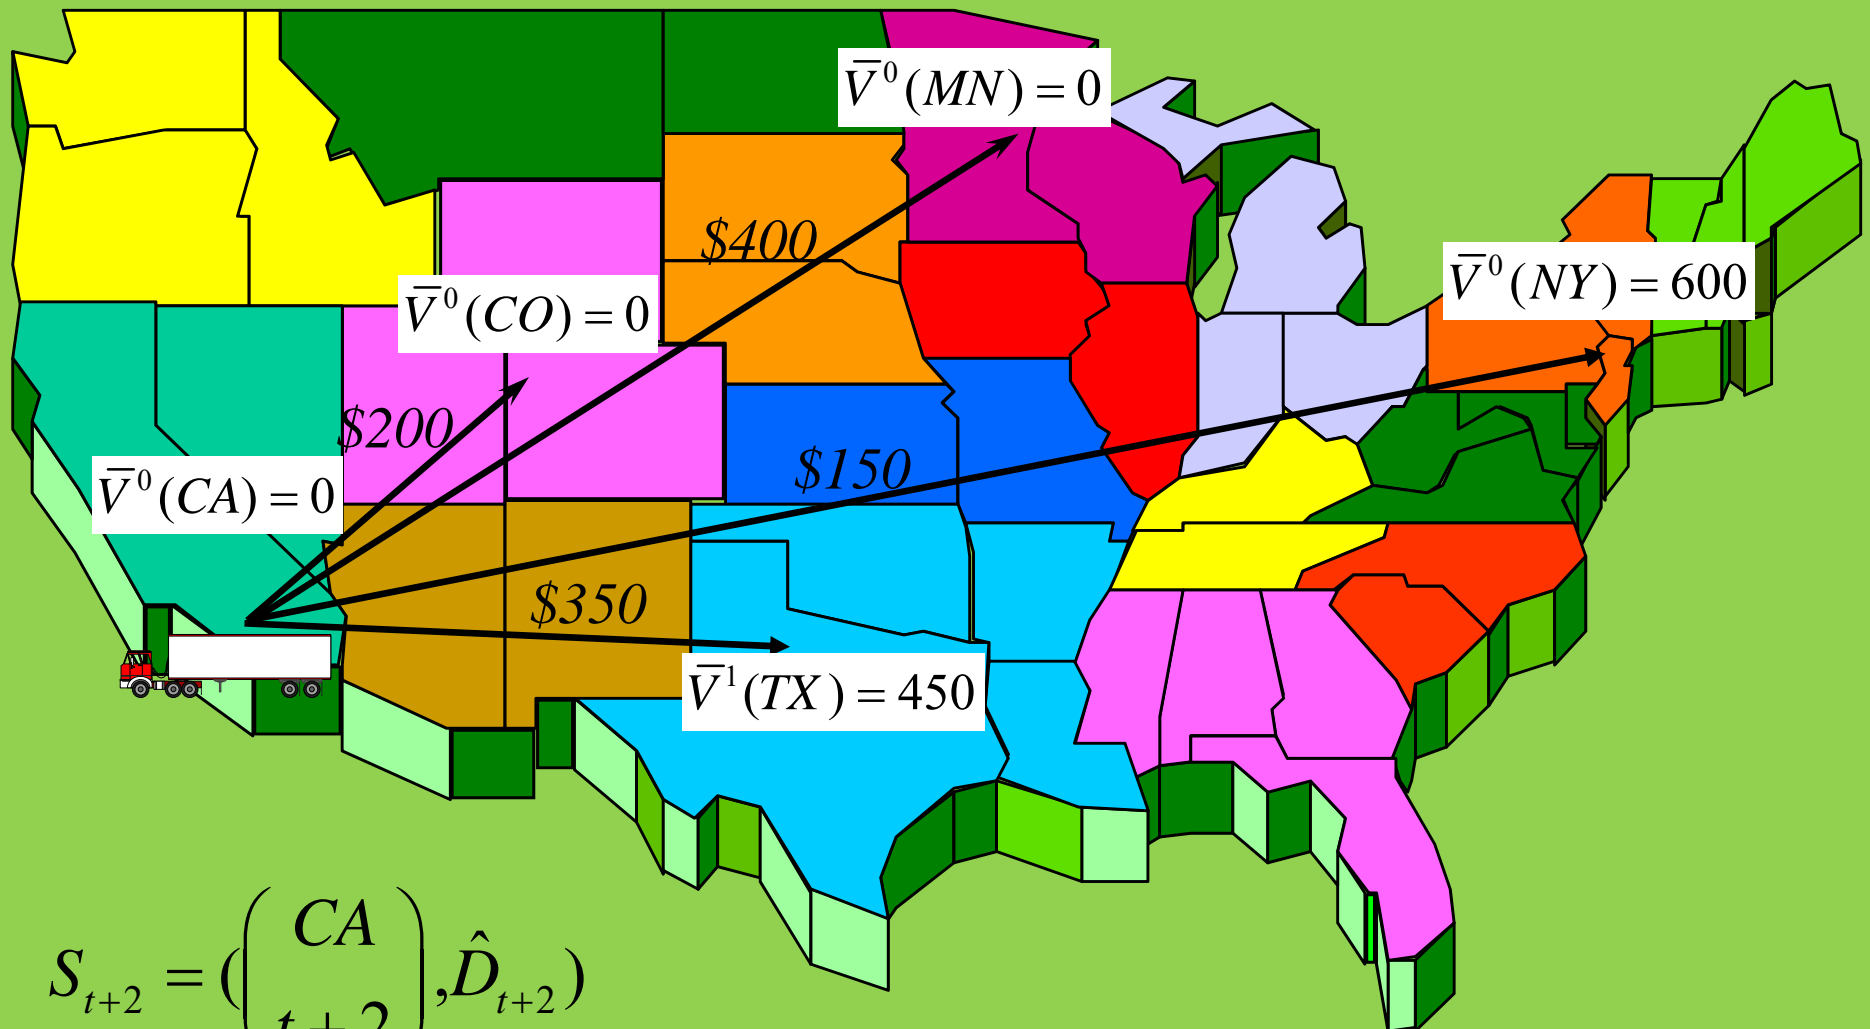 V̅⁰(MN) = 0
$400
V̅⁰(NY) = 600
V̅⁰(CO) = 0
$200
$150
V̅⁰(CA) = 0
$350
V̅¹(TX) = 450
S_{t+2} = ((CA
t+2), D̂_{t+2})